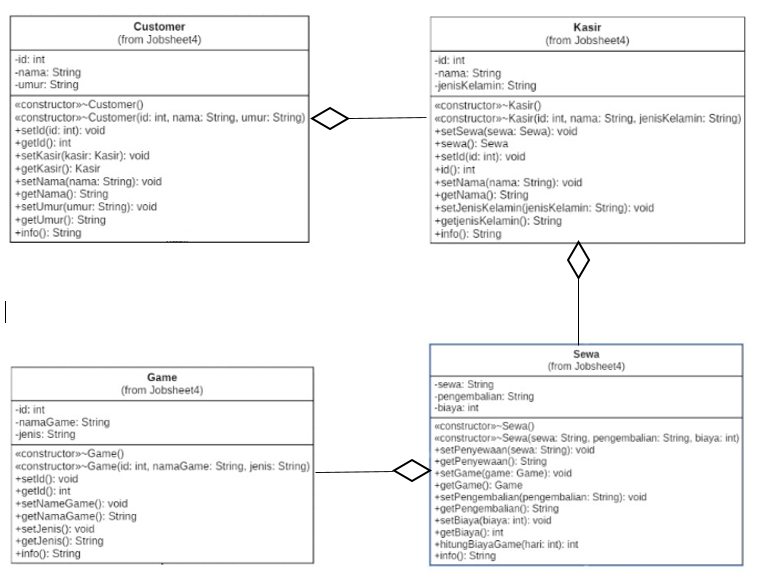 Customer
(from Jobsheet4)
-id: int
-nama: String
-umur: String
«constructor»~Customer()
«constructor»~Customer(id: int, nama: String, umur: String)
+setId(id: int): void
+getId(): int
+setKasir(kasir: Kasir): void
+getKasir(): Kasir
+setNama(nama: String): void
+getNama(): String
+setUmur(umur: String): void
+getUmur(): String
+info(): String
Kasir
(from Jobsheet4)
-id: int
-nama: String
-jenisKelamin: String
«constructor»~Kasir()
«constructor»~Kasir(id: int, nama: String, jenisKelamin: String)
+setSewa(sewa: Sewa): void
+sewa(): Sewa
+setId(id: int): void
+id(): int
+setNama(nama: String): void
+getNama(): String
+setJenisKelamin(jenisKelamin: String): void
+getjenisKelamin(): String
+info(): String
Game
(from Jobsheet4)
-id: int
-namaGame: String
-jenis: String
«constructor»~Game()
«constructor»~Game(id: int, namaGame: String, jenis: String)
+setId(): void
+getId(): int
+setNameGame(): void
+getNamaGame(): String
+setJenis(): void
+getJenis(): String
+info(): String
Sewa
(from Jobsheet4)
-sewa: String
-pengembalian: String
-biaya: int
«constructor»~Sewa()
«constructor»~Sewa(sewa: String, pengembalian: String, biaya: int)
+setPenyewaan(sewa: String): void
+getPenyewaan(): String
+setGame(game: Game): void
+getGame(): Game
+setPengembalian(pengembalian: String): void
+getPengembalian(): String
+setBiaya(biaya: int): void
+getBiaya(): int
+hitungBiayaGame(hari: int): int
+info(): String